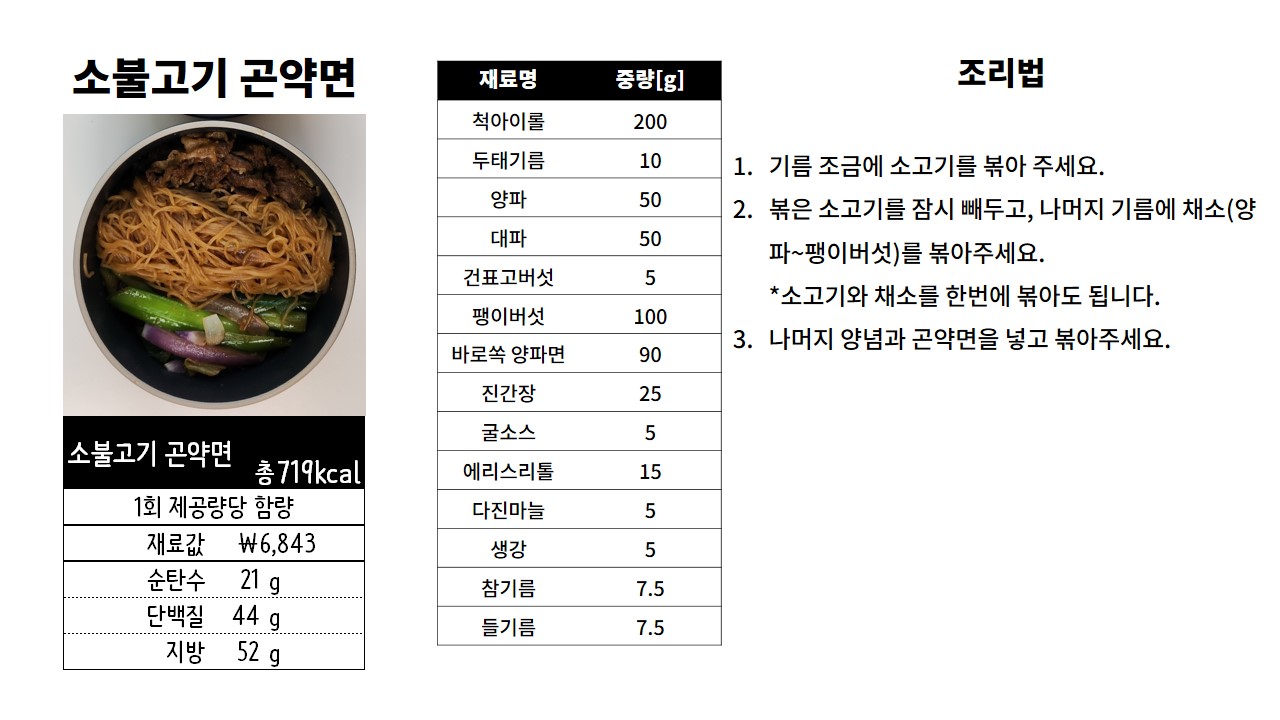 소불고기 곤약면
소불고기 곤약면
총719kcal
1회 제공량당 함량
재료값 ₩6,843
순탄수 21 g
단백질 44 g
지방 52 g
재료명 중량[g]
척아이롤 200
두태기름 10
양파 50
대파 50
건표고버섯 5
팽이버섯 100
바로쏙 양파면 90
진간장 25
굴소스 5
에리스리톨 15
다진마늘 5
생강 5
참기름 7.5
들기름 7.5
조리법
1. 기름 조금에 소고기를 볶아 주세요.
2. 볶은 소고기를 잠시 빼두고, 나머지 기름에 채소(양
파~팽이버섯)를 볶아주세요.
*소고기와 채소를 한번에 볶아도 됩니다.
3. 나머지 양념과 곤약면을 넣고 볶아주세요.